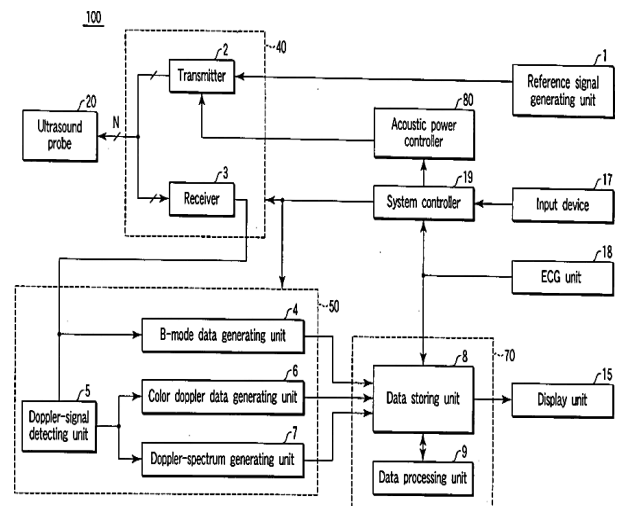 100
40
2
Transmitter
1
Reference signal
generating unit
20
Ultrasound
probe
N
80
Acoustic power
controller
3
Receiver
19
System controller
17
Input device
18
ECG unit
50
4
B-mode data generating unit
70
5
Doppler-signal
detecting unit
6
Color doppler data generating unit
8
Data storing unit
15
Display unit
7
Doppler-spectrum generating unit
9
Data processing unit